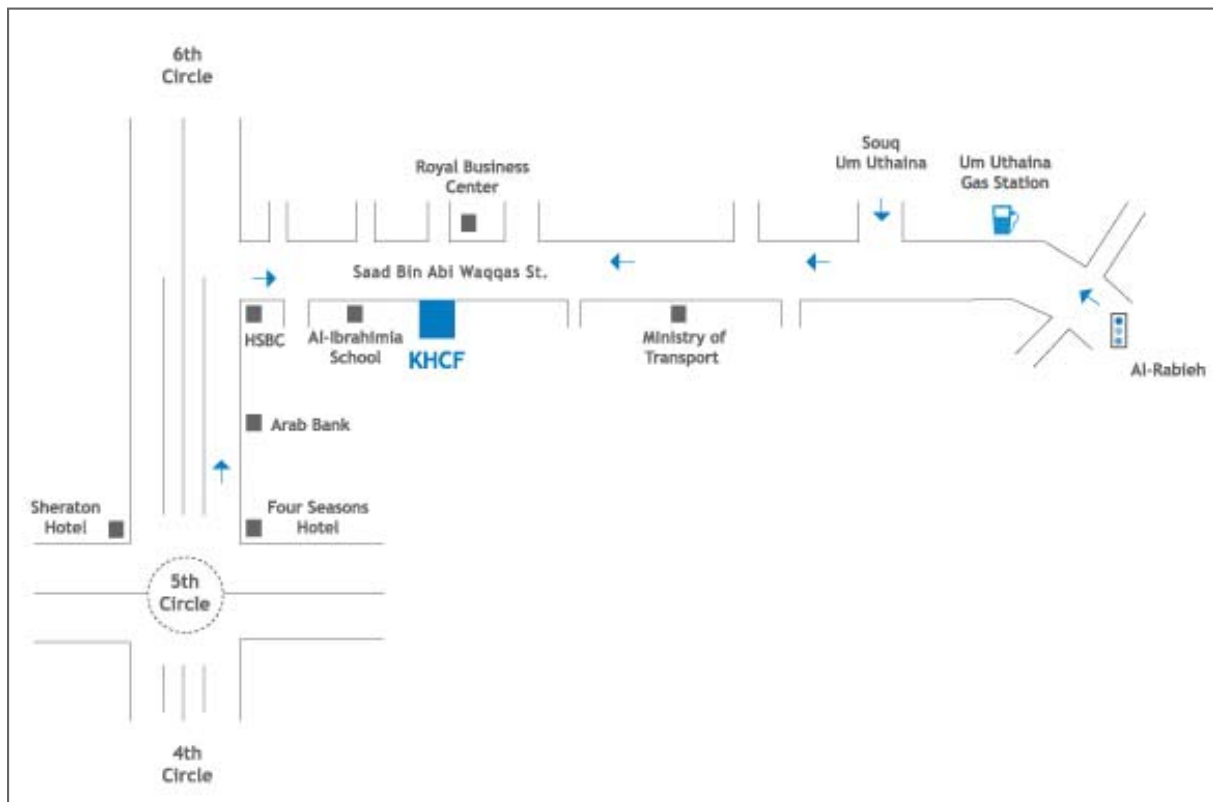 6th
Circle
Souq
Um Uthaina
Um Uthaina
Gas Station
Royal Business
Center
Saad Bin Abi Waqqas St.
HSBC
Al-Ibrahimia
School
KHCF
Ministry of
Transport
Al-Rabieh
Arab Bank
Sheraton
Hotel
Four Seasons
Hotel
5th
Circle
4th
Circle